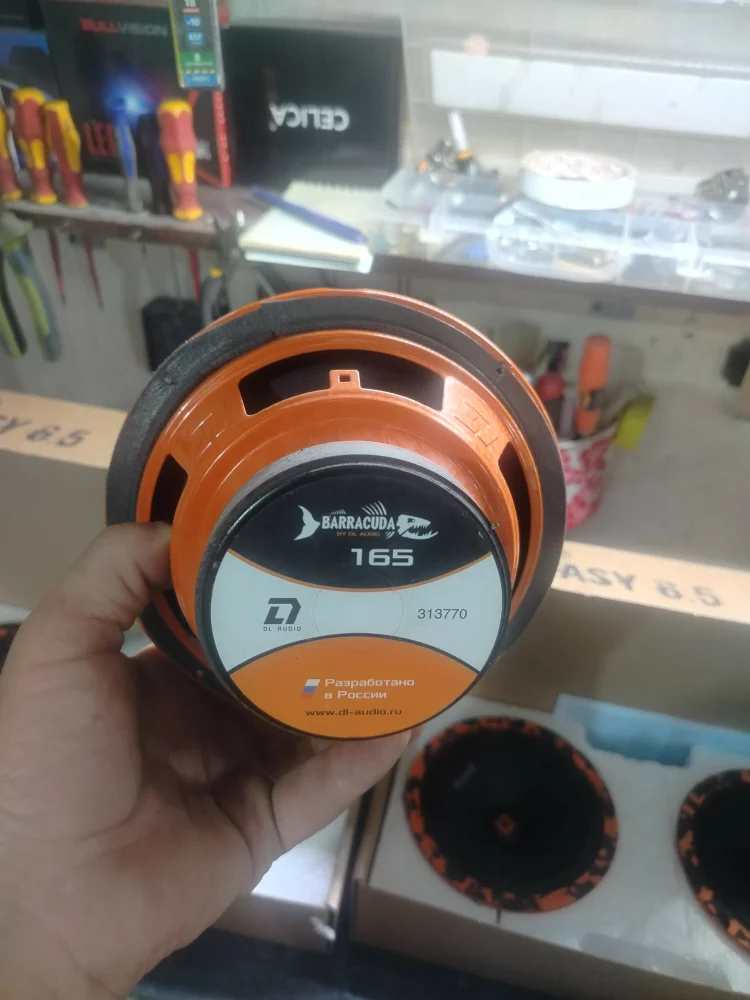 BULLVISION
CELICA
SY 6.5
BARRACUDA
BY DL AUDIO
165
DL AUDIO
313770
Разработано
в России
www.dl-audio.ru
ASY 6.5